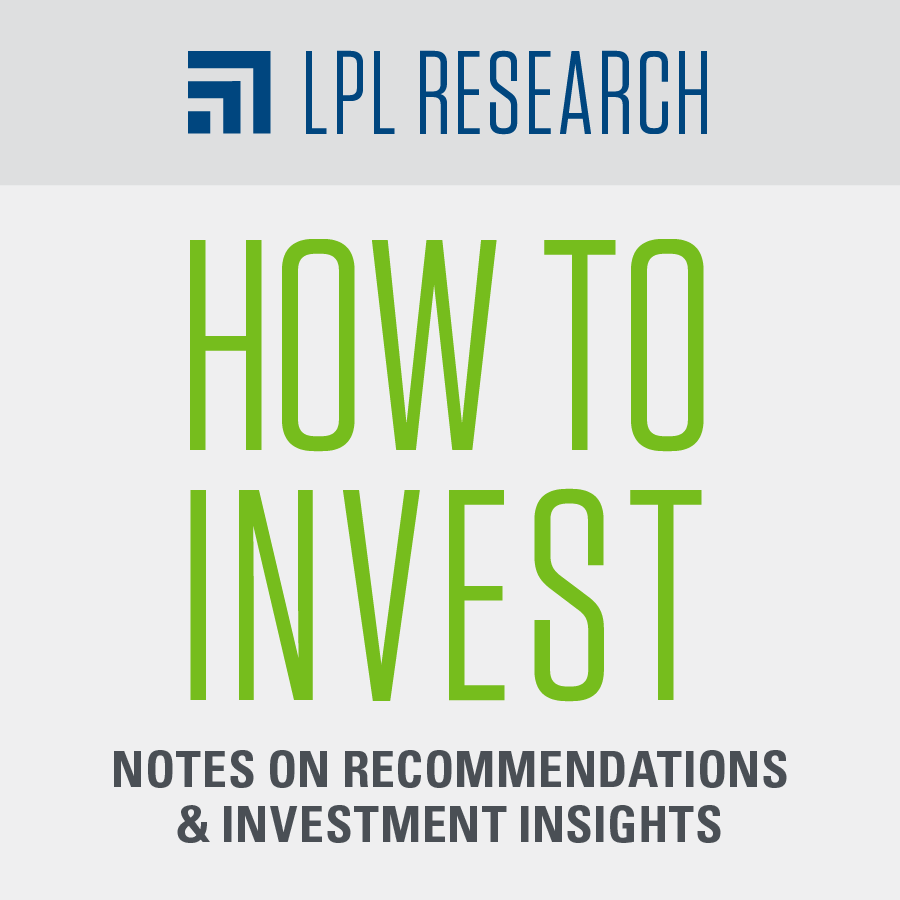 LPL RESEARCH
HOW TO
INVEST
NOTES ON RECOMMENDATIONS
& INVESTMENT INSIGHTS